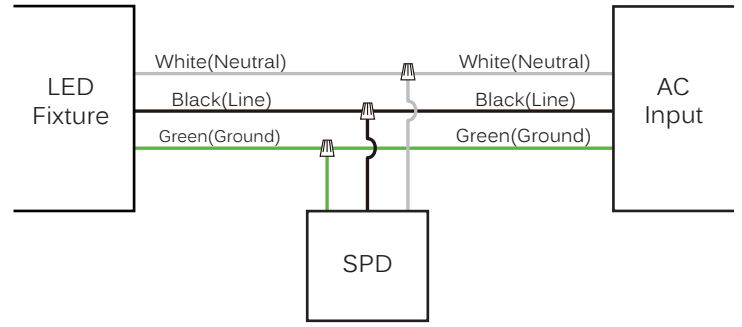 White(Neutral)
White(Neutral)
LED
Fixture
Black(Line)
Black(Line)
AC
Input
Green(Ground)
Green(Ground)
SPD